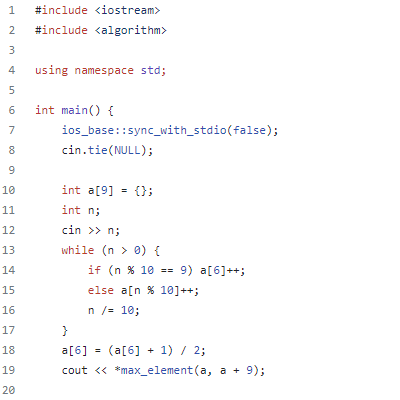 1 #include <iostream>
2 #include <algorithm>
3
4 using namespace std;
5
6 int main() {
7     ios_base::sync_with_stdio(false);
8     cin.tie(NULL);
9
10     int a[9] = {};
11     int n;
12     cin >> n;
13     while (n > 0) {
14         if (n % 10 == 9) a[6]++;
15         else a[n % 10]++;
16         n /= 10;
17     }
18     a[6] = (a[6] + 1) / 2;
19     cout << *max_element(a, a + 9);
20